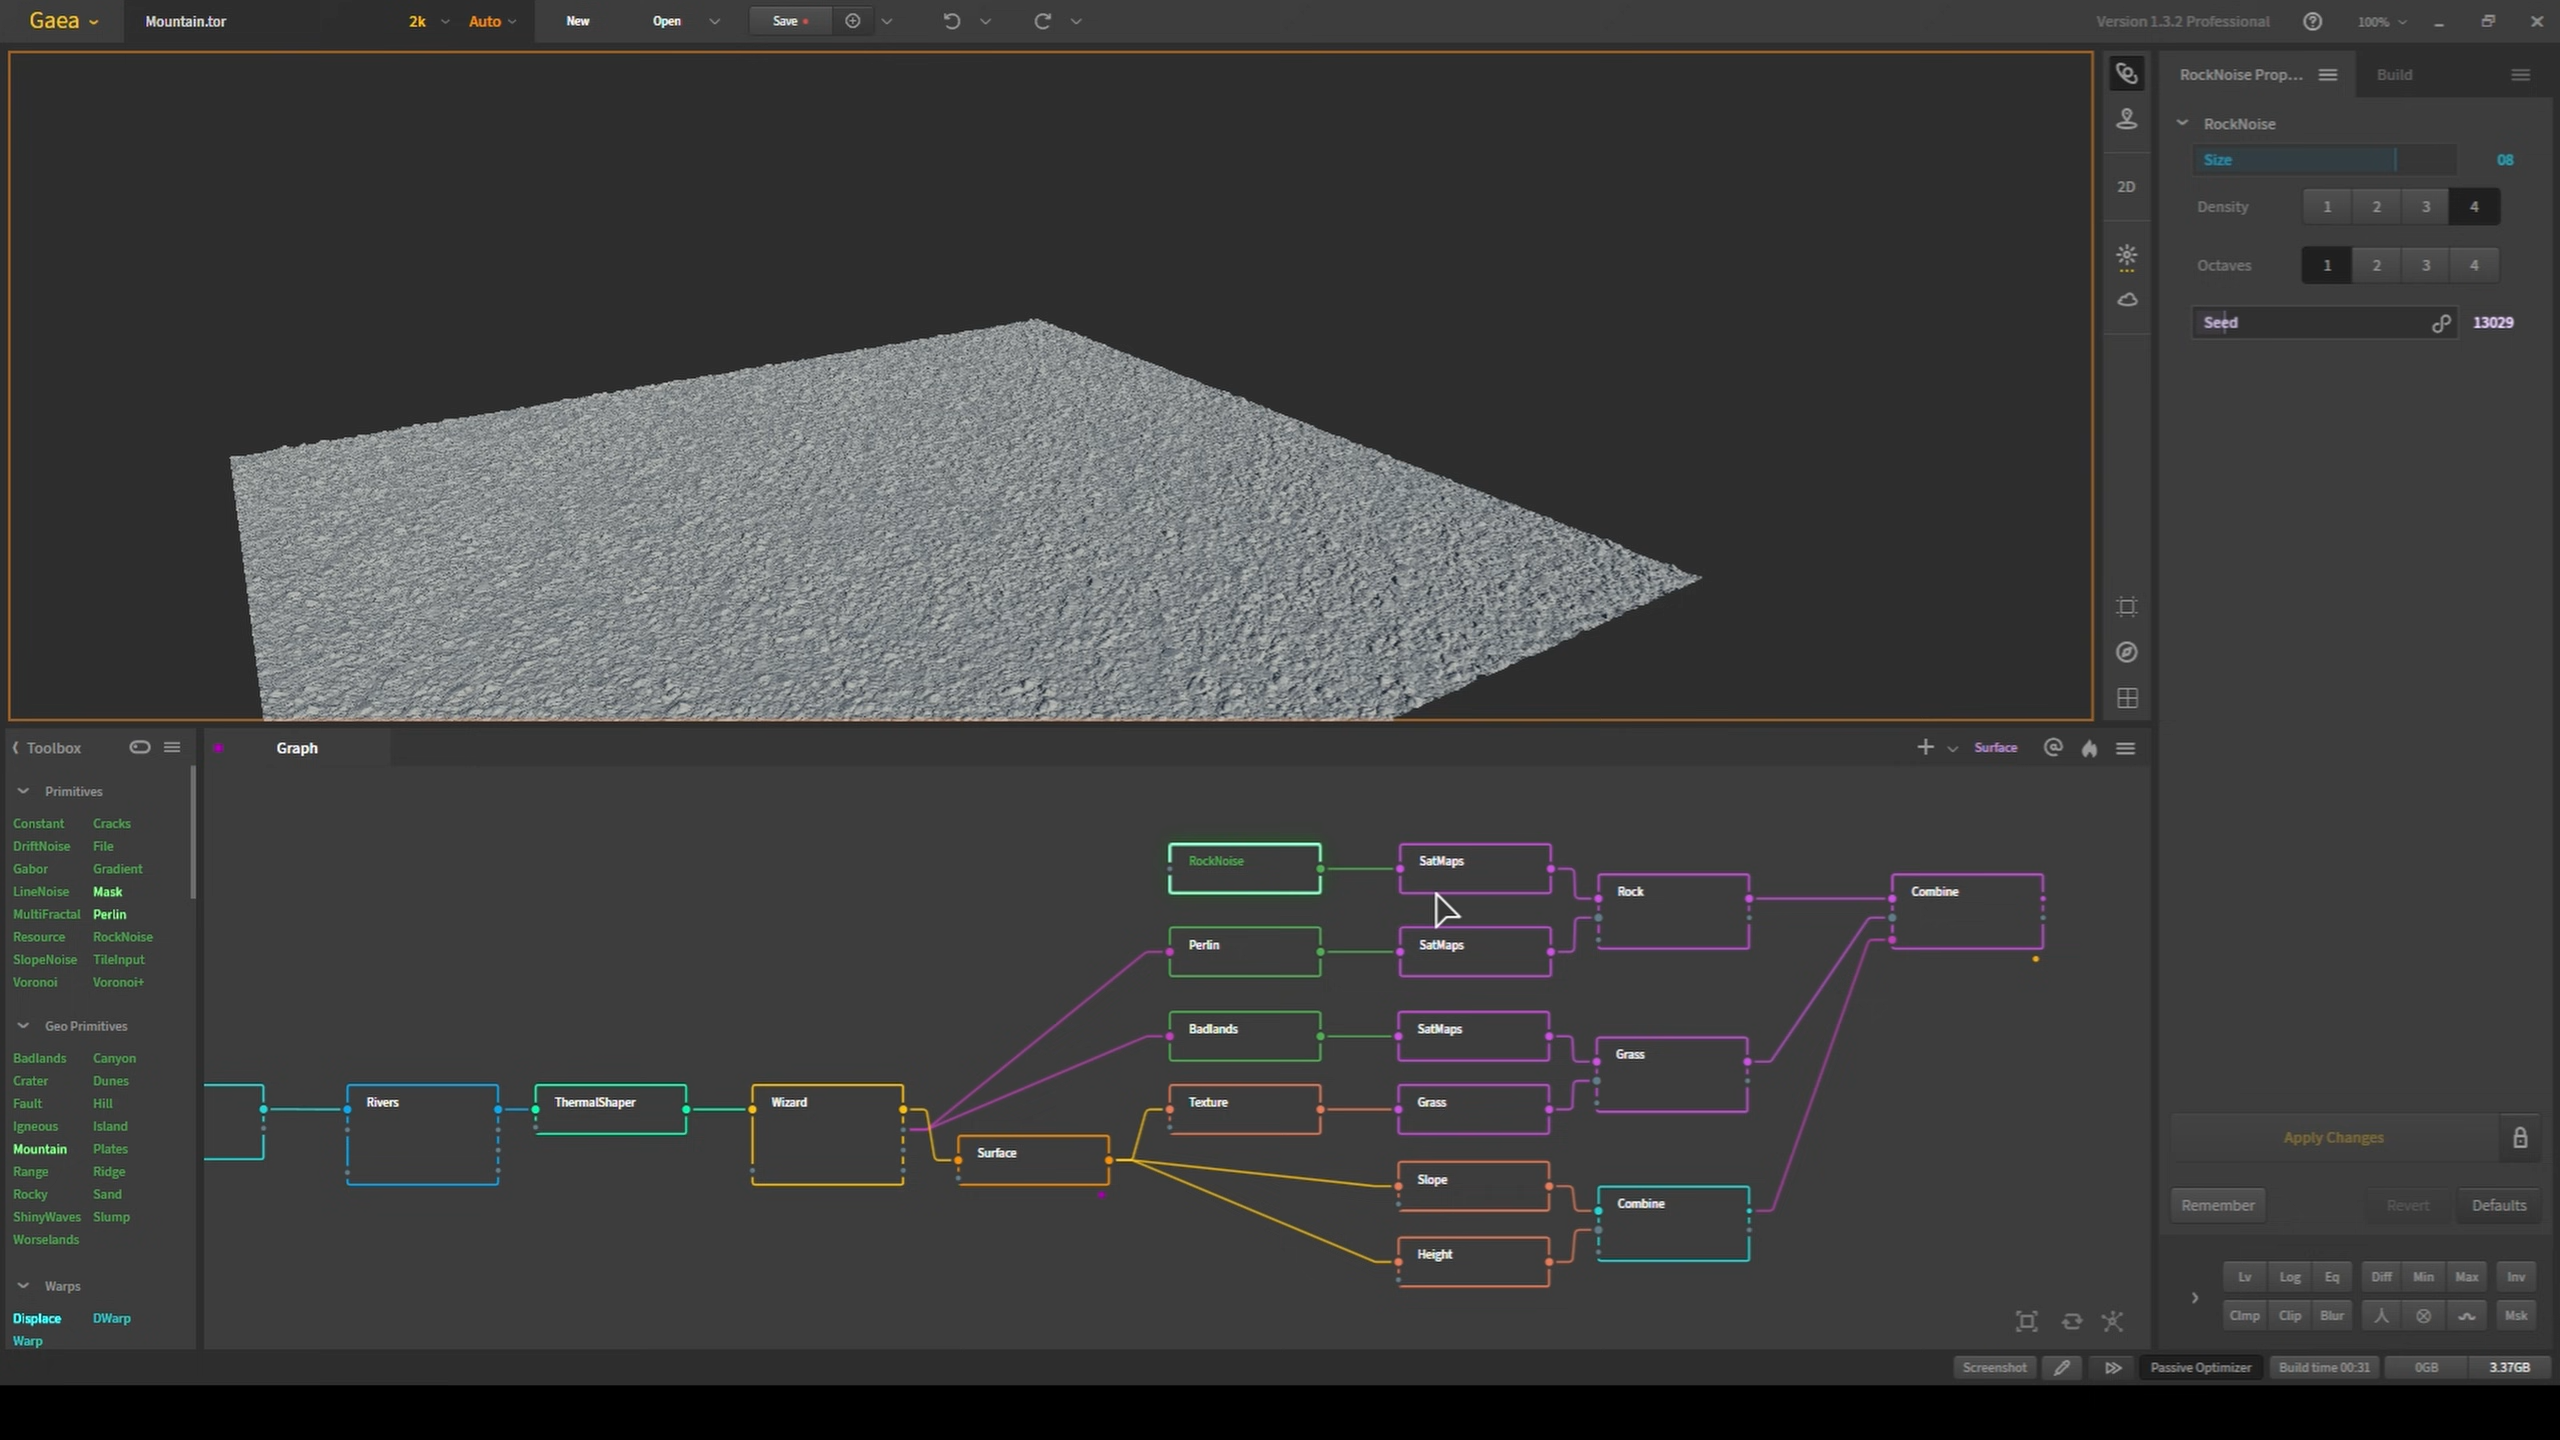 Gaea Mountain.tor 2k Auto New Open Save Version 1.3.2 Professional 100%
RockNoise Prop... Build
RockNoise
Size 08
2D
Density 1 2 3 4
Octaves 1 2 3 4
Seed 13029
Toolbox Graph Surface
Primitives
Constant Cracks
DriftNoise File
Gabor Gradient
LineNoise Mask
MultiFractal Perlin
Resource RockNoise
SlopeNoise TileInput
Voronoi Voronoi+
Geo Primitives
Badlands Canyon
Crater Dunes
Fault Hill
Igneous Island
Mountain Plates
Range Ridge
Rocky Sand
ShinyWaves Slump
Worselands
Warps
Displace DWarp
Warp
RockNoise SatMaps
Rock Combine
Perlin SatMaps
Badlands SatMaps
Grass
Rivers ThermalShaper Wizard Texture Grass
Surface
Slope
Combine
Height
Apply Changes
Remember Revert Defaults
Lv Log Eq Diff Min Max Inv
Clmp Clip Blur Msk
Screenshot Passive Optimizer Build time 00:31 0GB 3.37GB